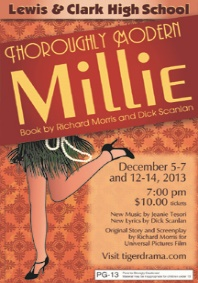 Lewis & Clark High School
THOROUGHLY MODERN
Millie
Book by Richard Morris and Dick Scanlan
December 5-7
and 12-14, 2013
7:00 pm
$10.00 tickets
New Music by Jeanie Tesori
New Lyrics by Dick Scanlan
Original Story and Screenplay
by Richard Morris for
Universal Pictures Film
Visit tigerdrama.com
PG-13